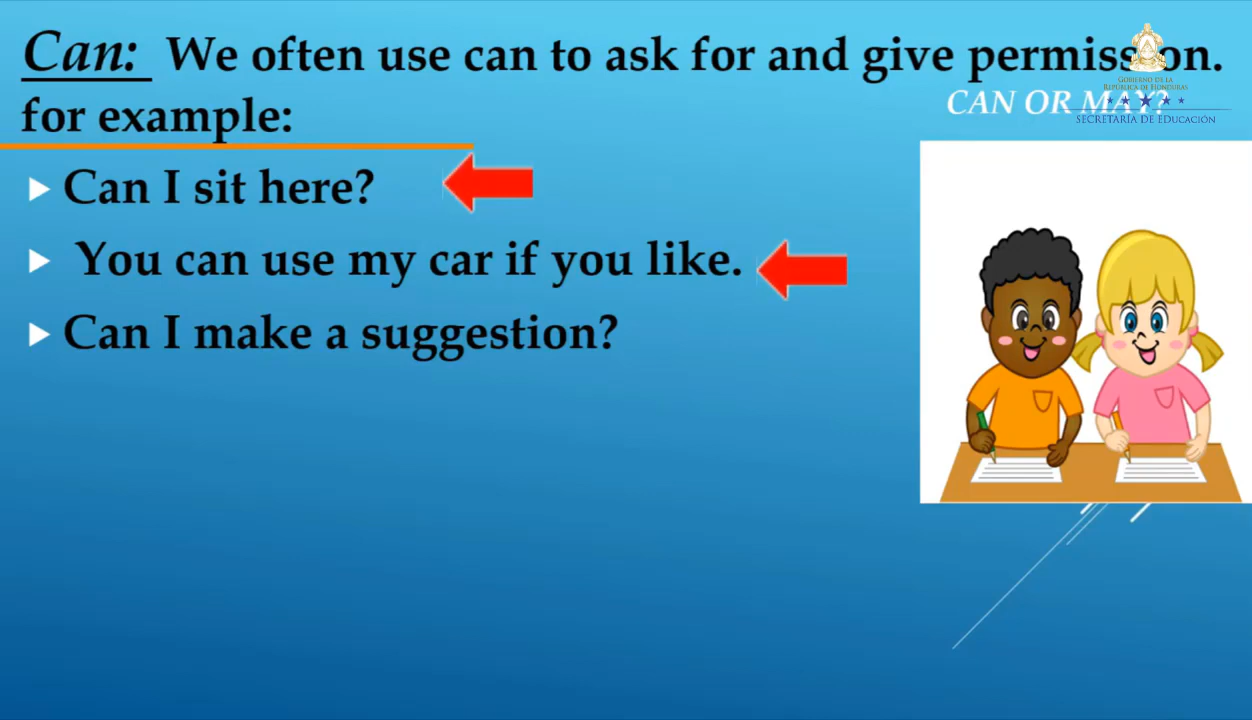 Can: We often use can to ask for and give permission.
for example:
CAN OR MAY?
GOBIERNO DE LA
REPÚBLICA DE HONDURAS
SECRETARÍA DE EDUCACIÓN
Can I sit here?
You can use my car if you like.
Can I make a suggestion?